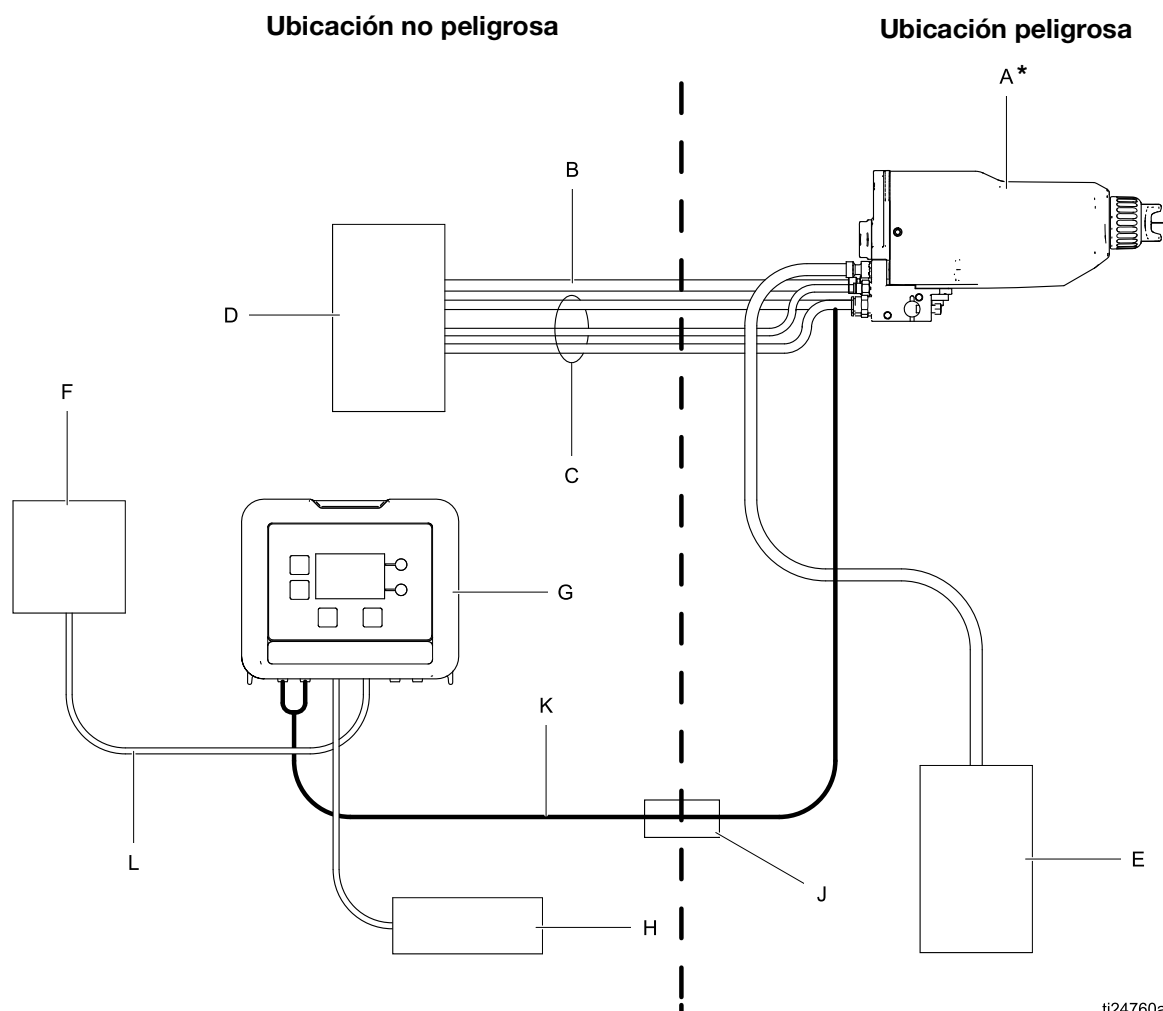 Ubicación no peligrosa
Ubicación peligrosa
A*
B
D
C
F
G
K
L
J
E
H
ti24760a